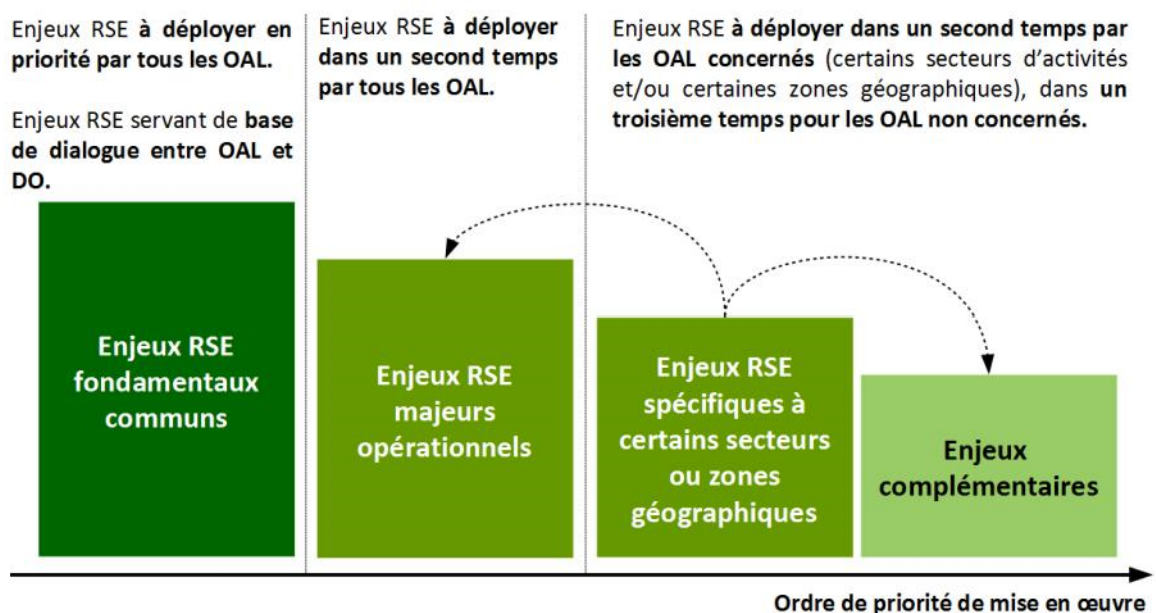 Enjeux RSE à déployer en
priorité par tous les OAL.
Enjeux RSE servant de base
de dialogue entre OAL et
DO.
Enjeux RSE à déployer
dans un second temps
par tous les OAL.
Enjeux RSE à déployer dans un second temps par
les OAL concernés (certains secteurs d'activités
et/ou certaines zones géographiques), dans un
troisième temps pour les OAL non concernés.
Enjeux RSE
fondamentaux
communs
Enjeux RSE
majeurs
opérationnels
Enjeux RSE
spécifiques à
certains secteurs
ou zones
géographiques
Enjeux
complémentaires
Ordre de priorité de mise en œuvre